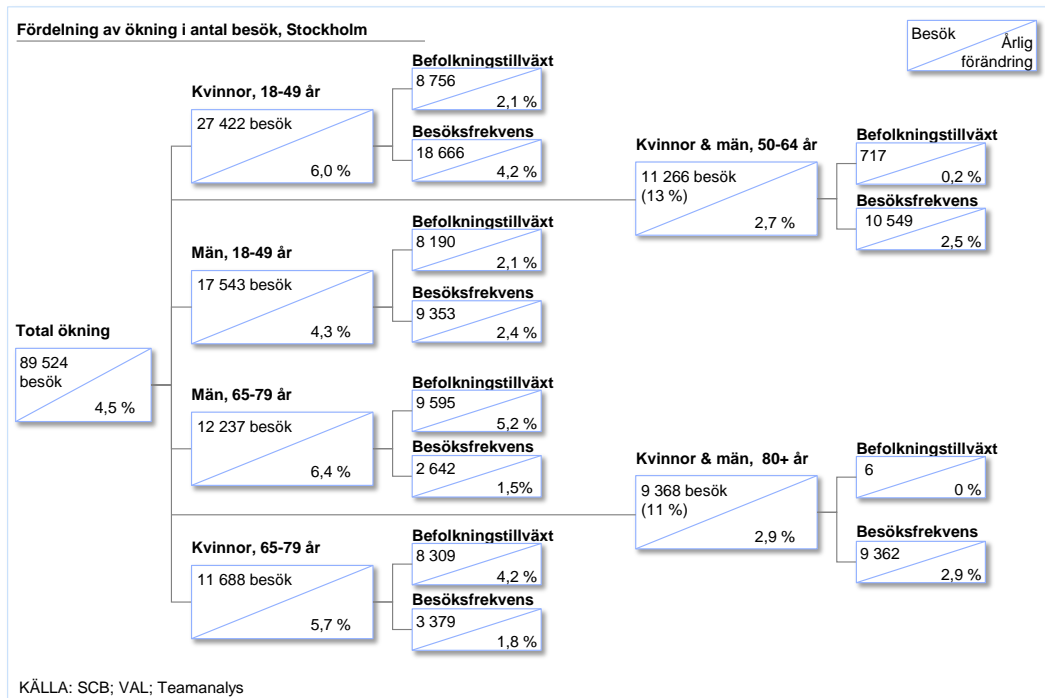 Fördelning av ökning i antal besök, Stockholm
Besök
Årlig
förändring
Total ökning
89 524
besök
4,5 %
Kvinnor, 18-49 år
27 422 besök
6,0 %
Befolkningstillväxt
8 756
2,1 %
Besöksfrekvens
18 666
4,2 %
Män, 18-49 år
17 543 besök
4,3 %
Befolkningstillväxt
8 190
2,1 %
Besöksfrekvens
9 353
2,4 %
Män, 65-79 år
12 237 besök
6,4 %
Befolkningstillväxt
9 595
5,2 %
Besöksfrekvens
2 642
1,5%
Kvinnor, 65-79 år
11 688 besök
5,7 %
Befolkningstillväxt
8 309
4,2 %
Besöksfrekvens
3 379
1,8 %
Kvinnor & män, 50-64 år
11 266 besök
(13 %)
2,7 %
Befolkningstillväxt
717
0,2 %
Besöksfrekvens
10 549
2,5 %
Kvinnor & män, 80+ år
9 368 besök
(11 %)
2,9 %
Befolkningstillväxt
6
0 %
Besöksfrekvens
9 362
2,9 %
KÄLLA: SCB; VAL; Teamanalys